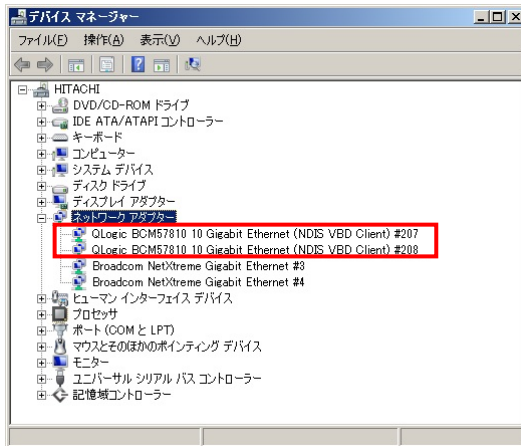 デバイス マネージャー
ファイル(F) 操作(A) 表示(V) ヘルプ(H)
HITACHI
DVD/CD-ROM ドライブ
IDE ATA/ATAPI コントローラー
キーボード
コンピューター
システム デバイス
ディスク ドライブ
ディスプレイ アダプター
ネットワーク アダプター
QLogic BCM57810 10 Gigabit Ethernet (NDIS VBD Client) #207
QLogic BCM57810 10 Gigabit Ethernet (NDIS VBD Client) #208
Broadcom NetXtreme Gigabit Ethernet #3
Broadcom NetXtreme Gigabit Ethernet #4
ヒューマン インターフェイス デバイス
プロセッサ
ポート (COM と LPT)
マウスとそのほかのポインティング デバイス
モニター
ユニバーサル シリアル バス コントローラー
記憶域コントローラー